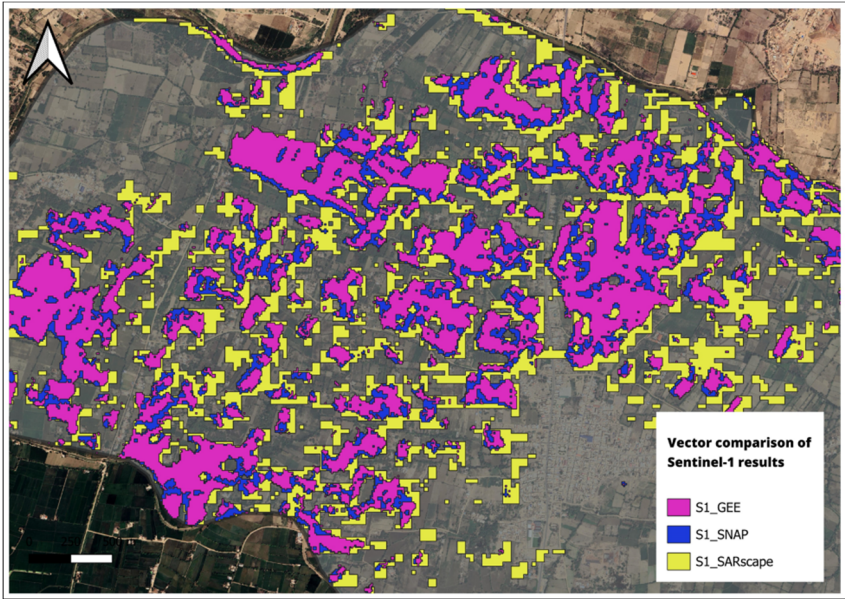 Vector comparison of
Sentinel-1 results
S1_GEE
S1_SNAP
S1_SARscape